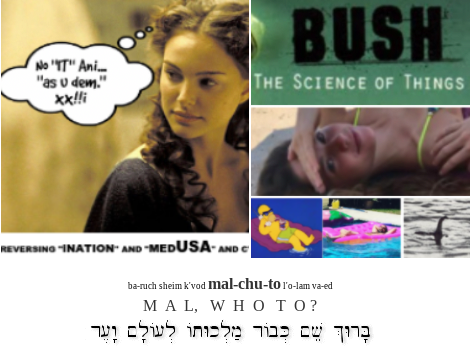 No "IT" Ani...
"as u dem."
xx!!i
BUSH
THE SCIENCE OF THINGS
REVERSING "INATION" AND "MEDUSA" AND C'
ba-ruch sheim k'vod mal-chu-to l'o-lam va-ed
M A L, W H O T O ?
בָּרוּךְ שֵׁם כְּבוֹד מַלְכוּתוֹ לְעוֹלָם וָעֶד